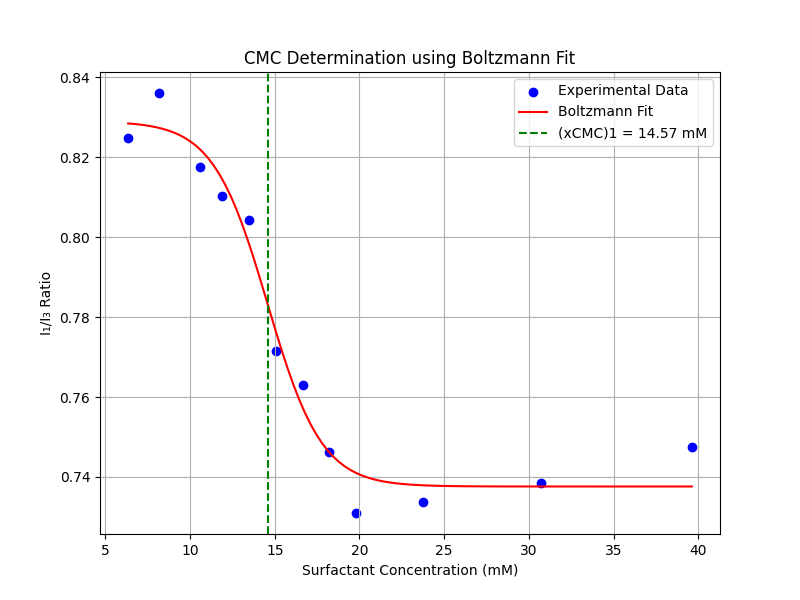 CMC Determination using Boltzmann Fit
Experimental Data
Boltzmann Fit
(xCMC)1 = 14.57 mM
I₁/I₃ Ratio
0.84
0.82
0.80
0.78
0.76
0.74
5 10 15 20 25 30 35 40
Surfactant Concentration (mM)